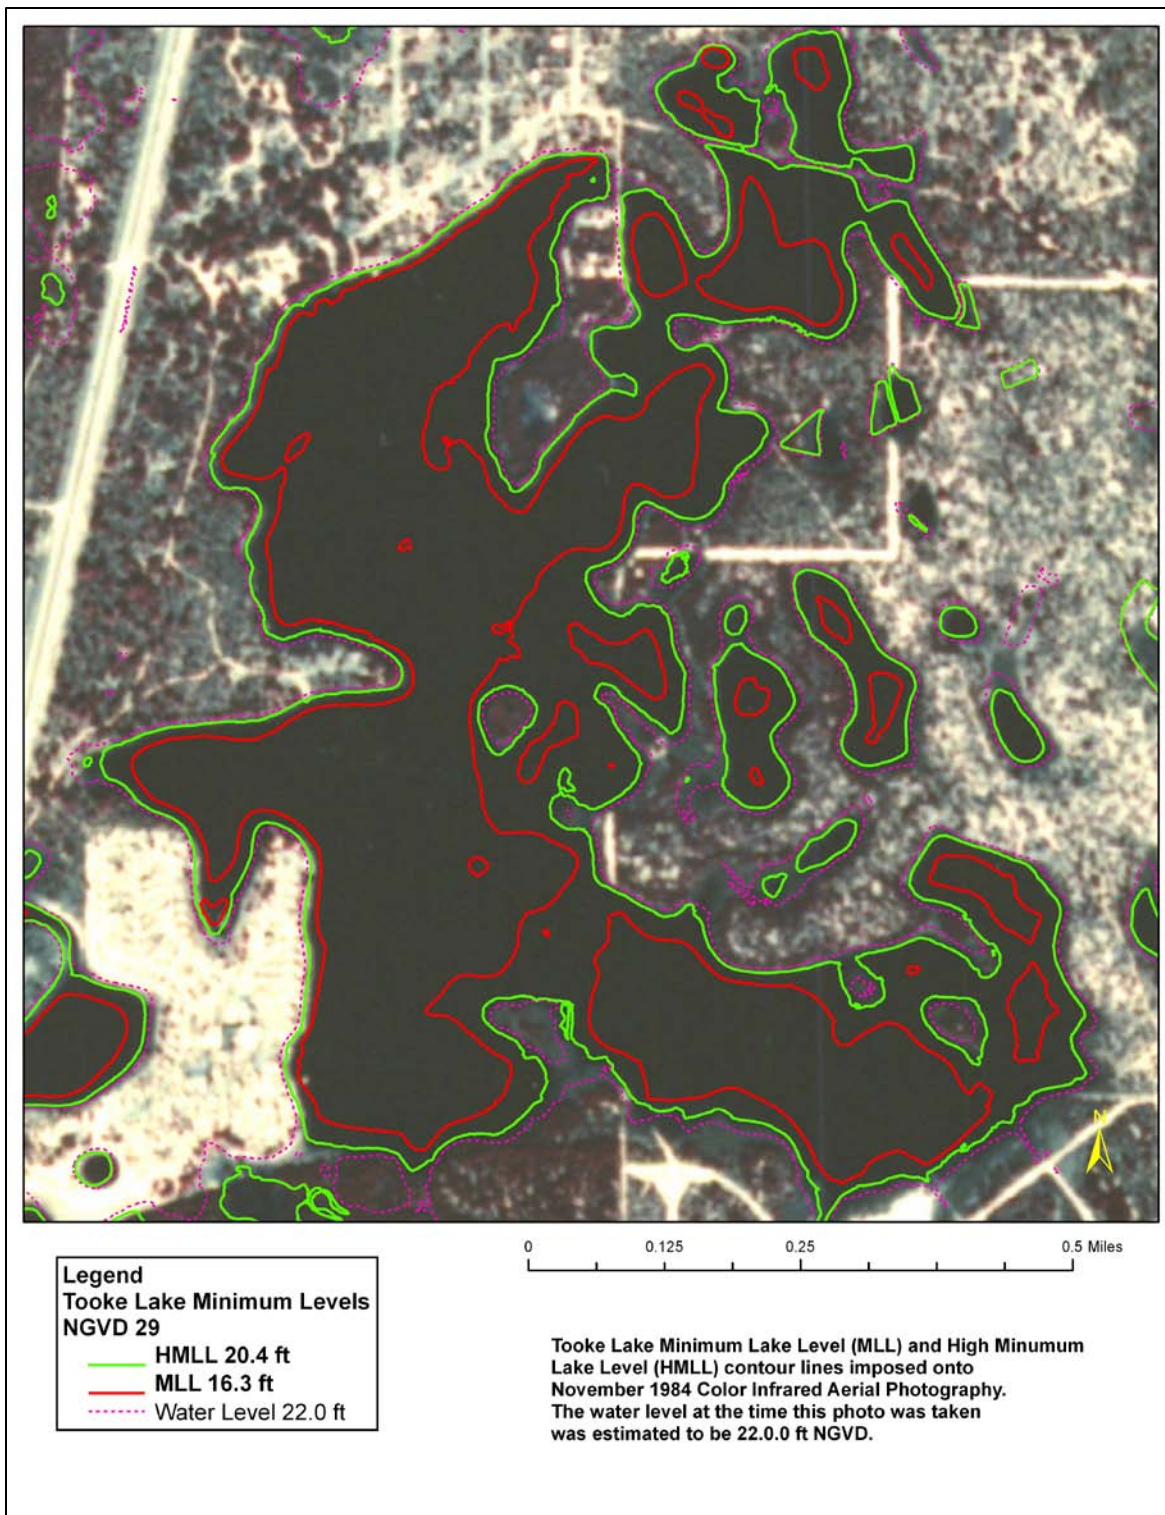 N
0 0.125 0.25 0.5 Miles
Legend
Tooke Lake Minimum Levels
NGVD 29
HMLL 20.4 ft
MLL 16.3 ft
Water Level 22.0 ft
Tooke Lake Minimum Lake Level (MLL) and High Minumum
Lake Level (HMLL) contour lines imposed onto
November 1984 Color Infrared Aerial Photography.
The water level at the time this photo was taken
was estimated to be 22.0.0 ft NGVD.